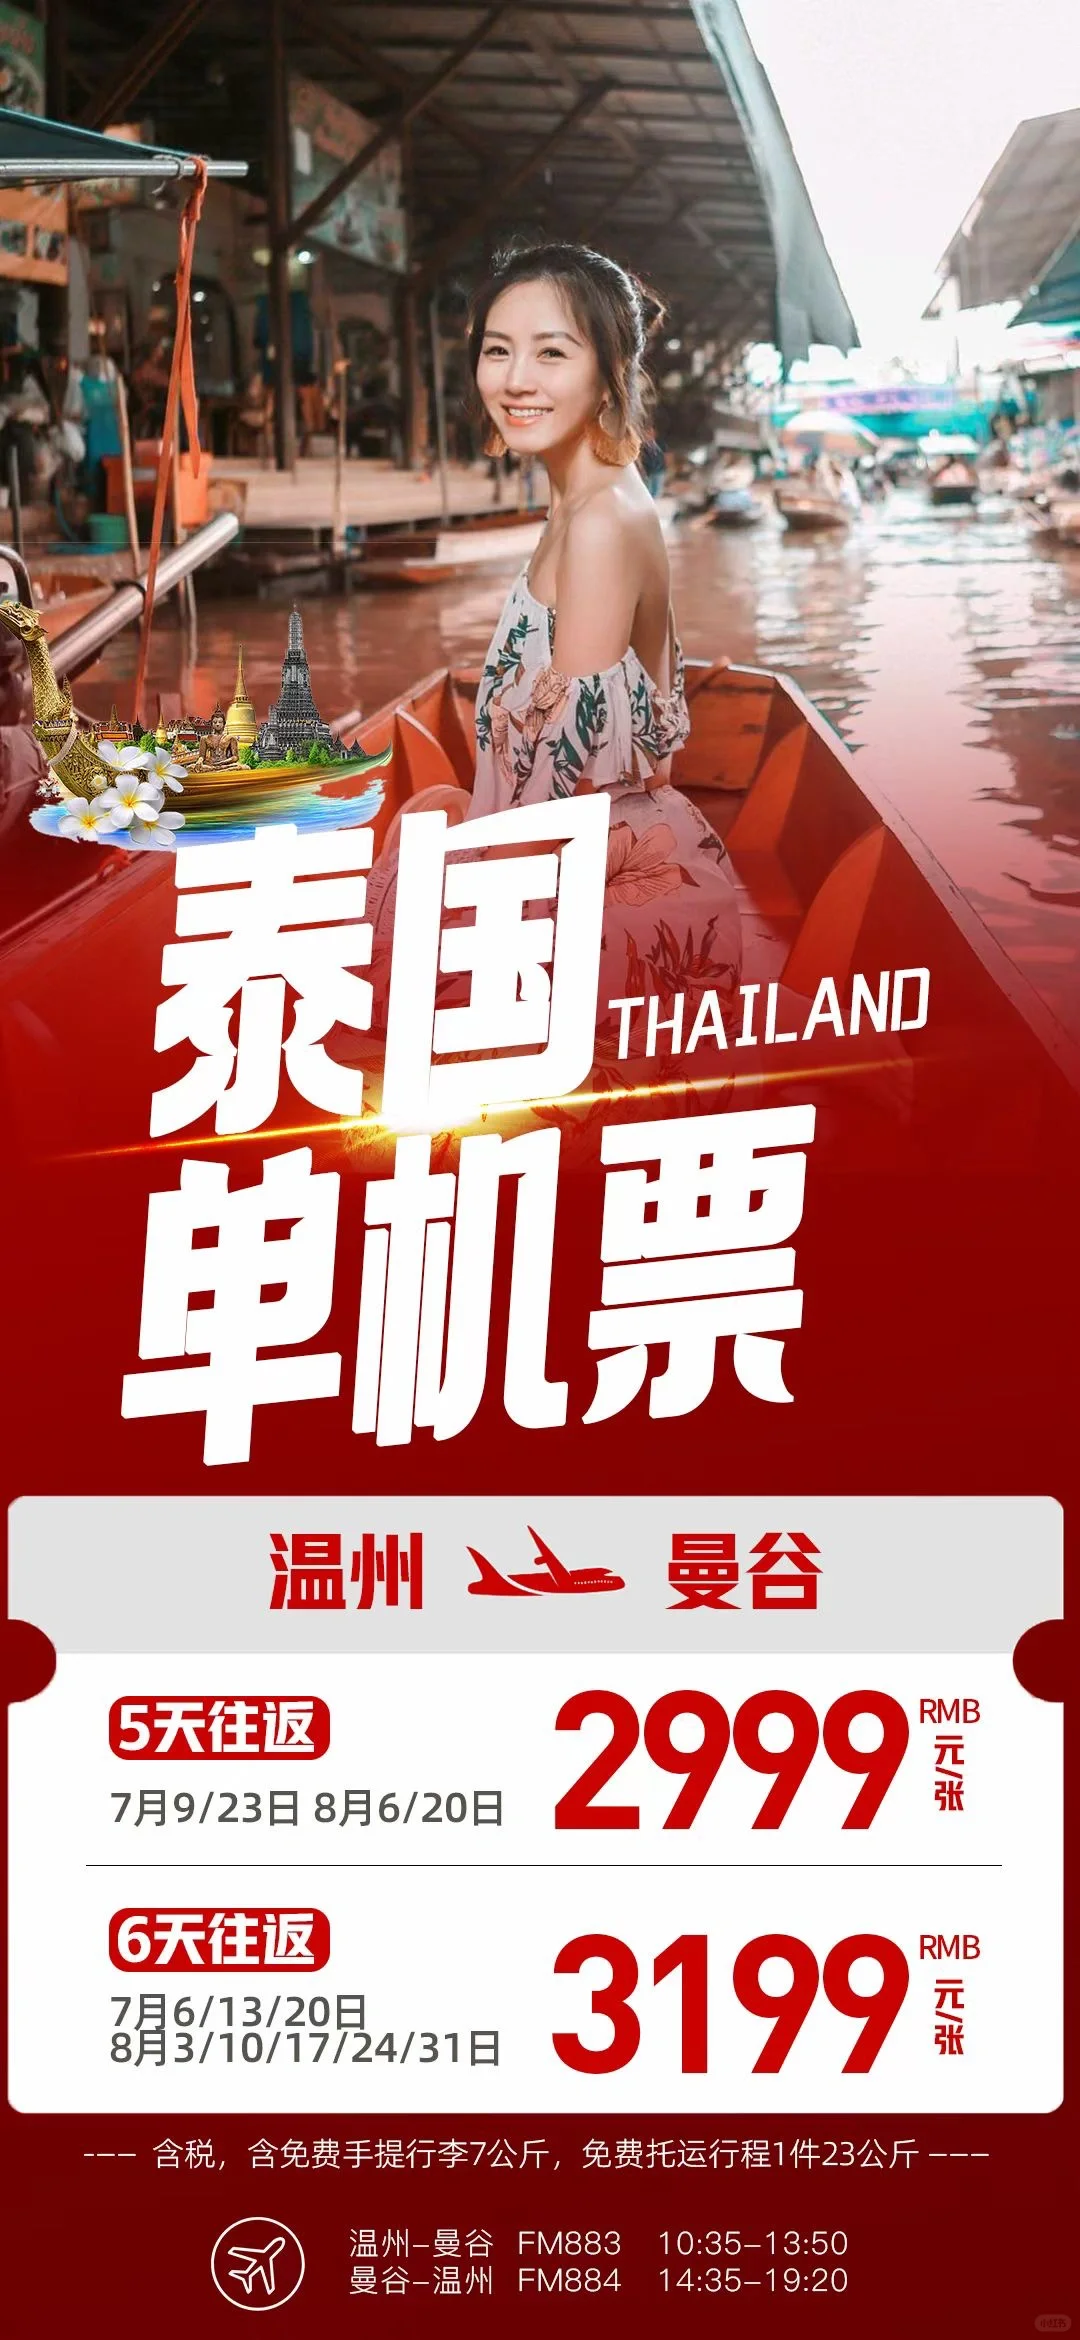 泰国
THAILAND
单机票
温州 曼谷
5天往返
7月9/23日 8月6/20日
2999
RMB
元/张
6天往返
7月6/13/20日
8月3/10/17/24/31日
3199
RMB
元/张
--- 含税，含免费手提行李7公斤，免费托运行程1件23公斤 ---
温州-曼谷 FM883 10:35-13:50
曼谷-温州 FM884 14:35-19:20
小红书